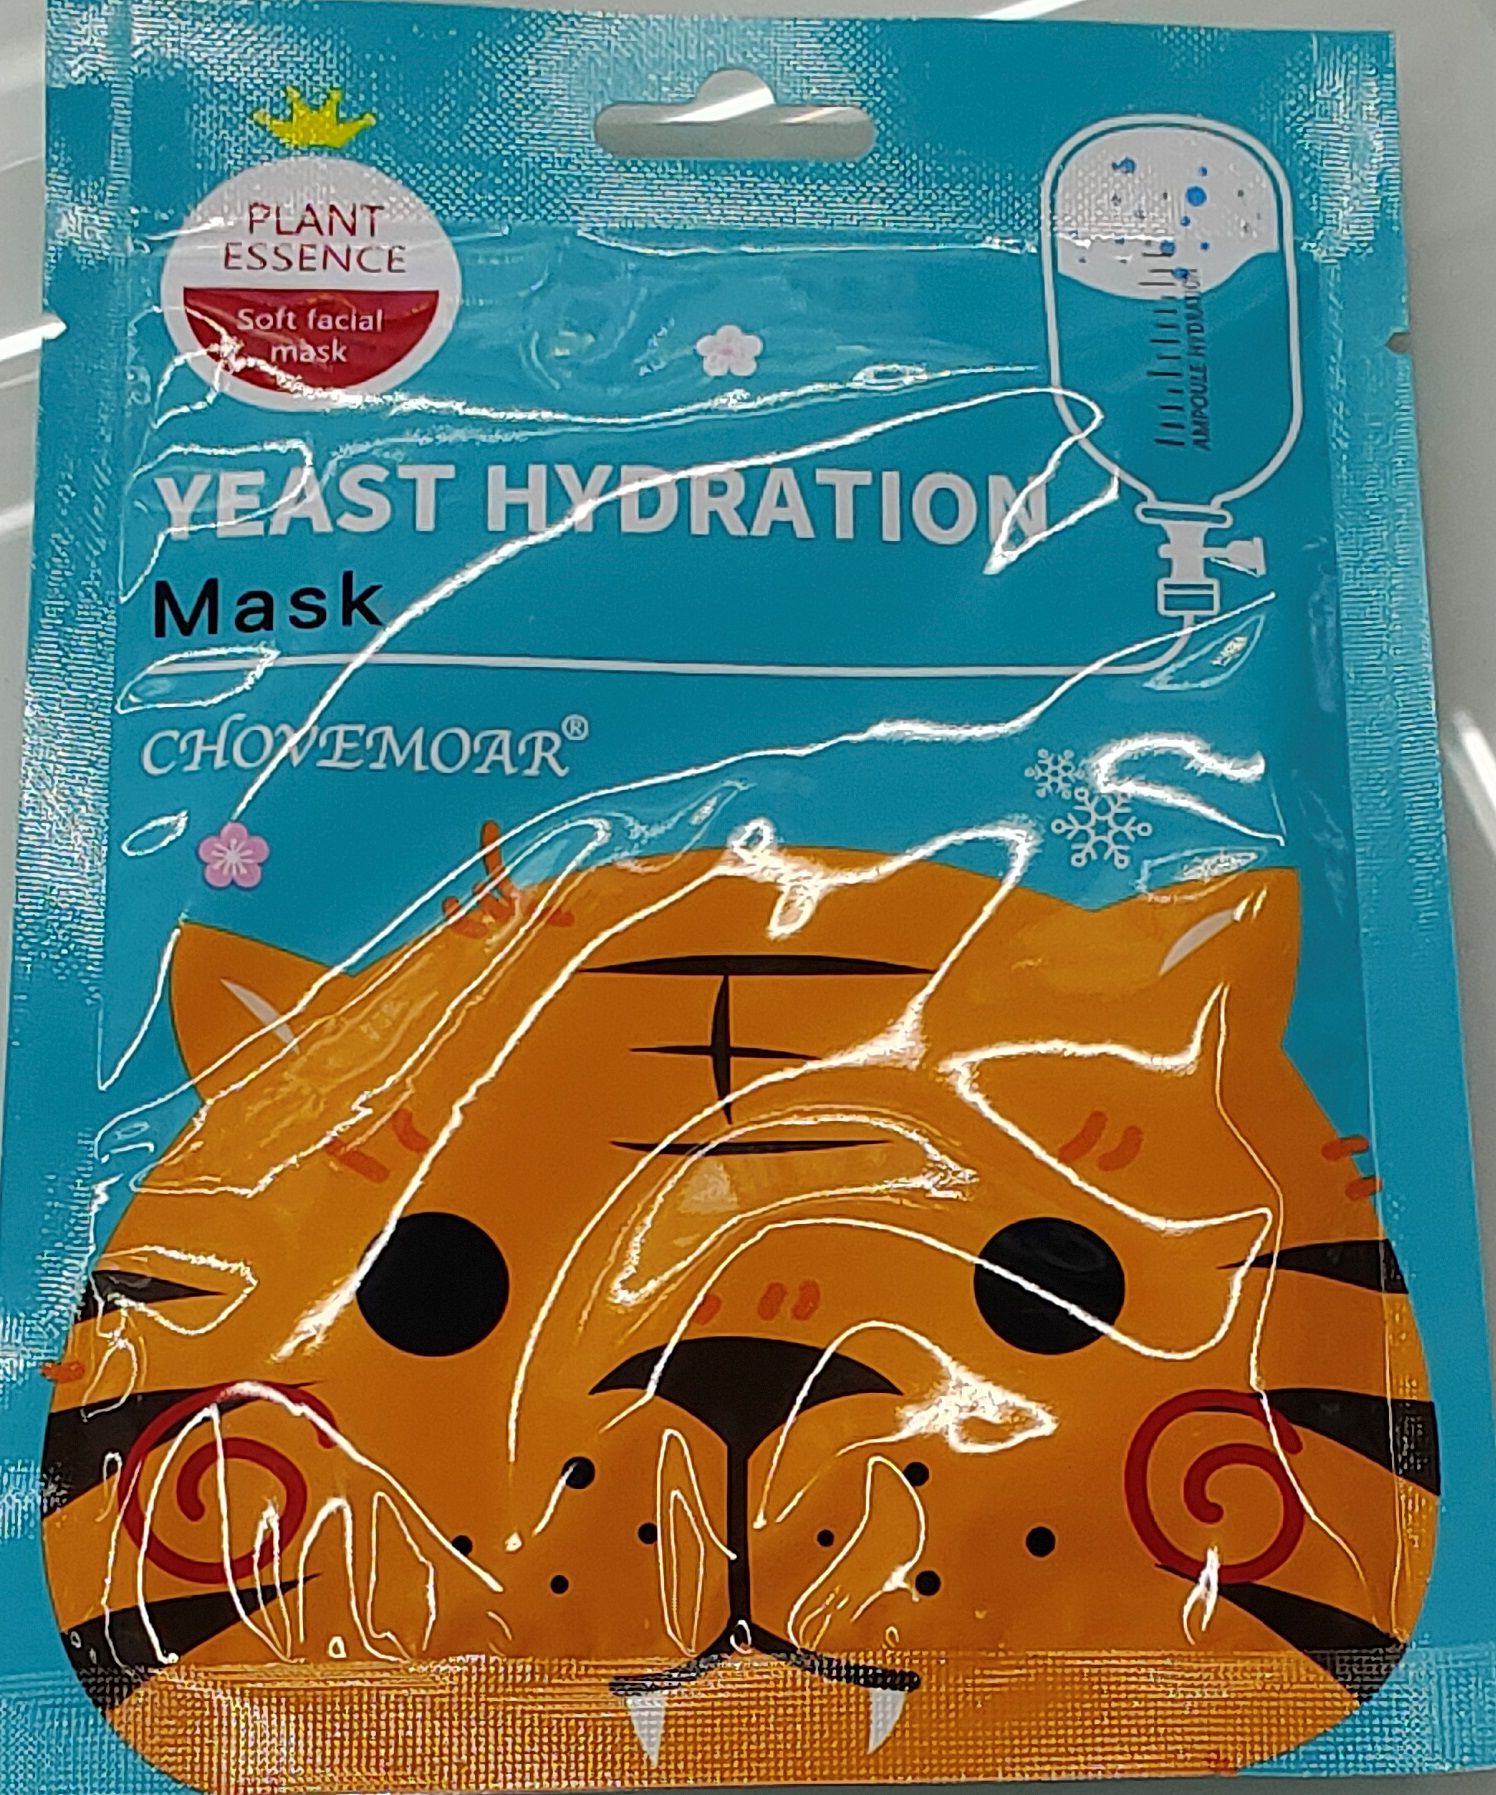 PLANT
ESSENCE
Soft facial
mask
AMPOULE HYDRATION
YEAST HYDRATION
Mask
CHOVEMOAR®